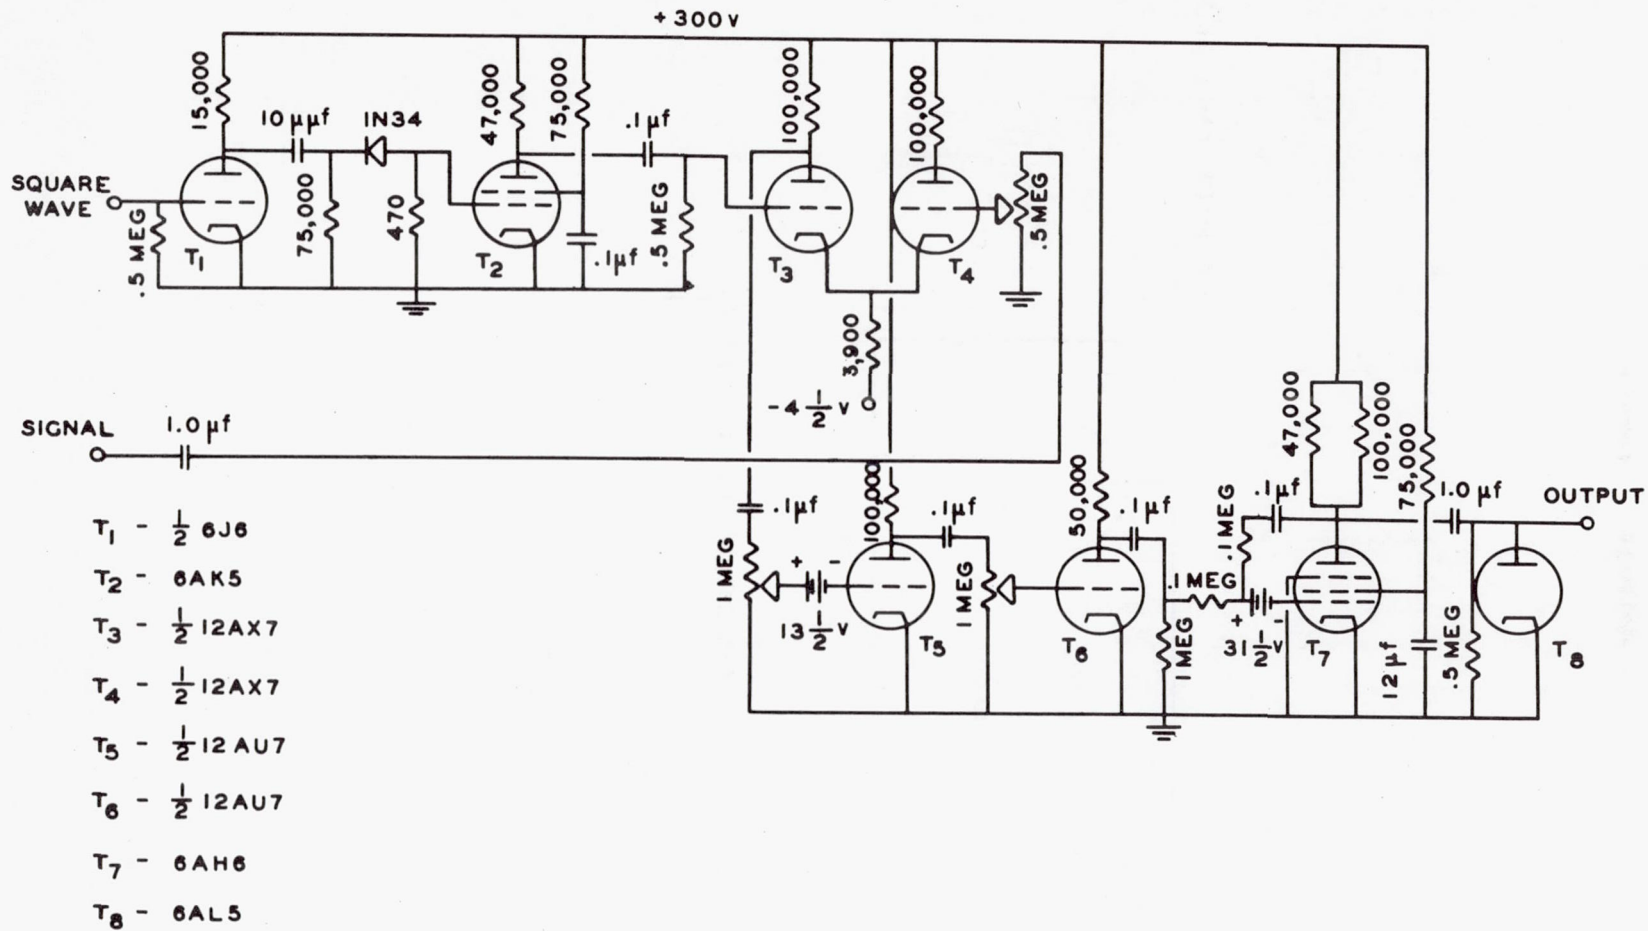 +300V
15,000
10 μμf
1N34
47,000
75,000
.1μf
100,000
100,000
SQUARE
WAVE
.5 MEG
T1
75,000
470
T2
.1μf
.5 MEG
T3
T4
.5 MEG
3,900
-4 1/2 V
SIGNAL
1.0 μf
47,000
100,000
75,000
100,000
50,000
.1μf
.1μf
.1μf
.1 MEG
.1μf
1.0 μf
OUTPUT
1 MEG
+ -
13 1/2 V
T5
1 MEG
T6
.1 MEG
1 MEG
+ -
31 1/2 V
T7
12 μf
.5 MEG
T8
T1 - 1/2 6J6
T2 - 6AK5
T3 - 1/2 12AX7
T4 - 1/2 12AX7
T5 - 1/2 12AU7
T6 - 1/2 12AU7
T7 - 6AH6
T8 - 6AL5